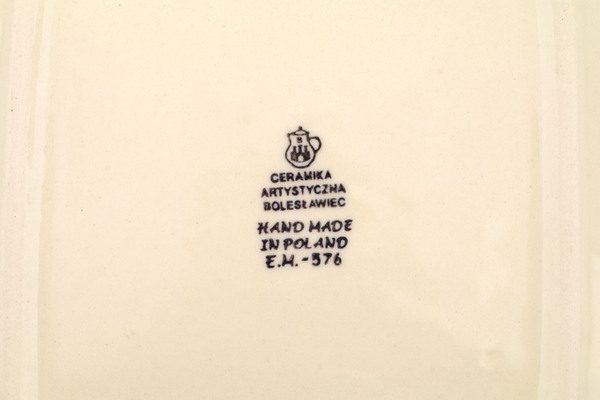 B
CERAMIKA
ARTYSTYCZNA
BOLESŁAWIEC
HAND MADE
IN POLAND
E.M.-576